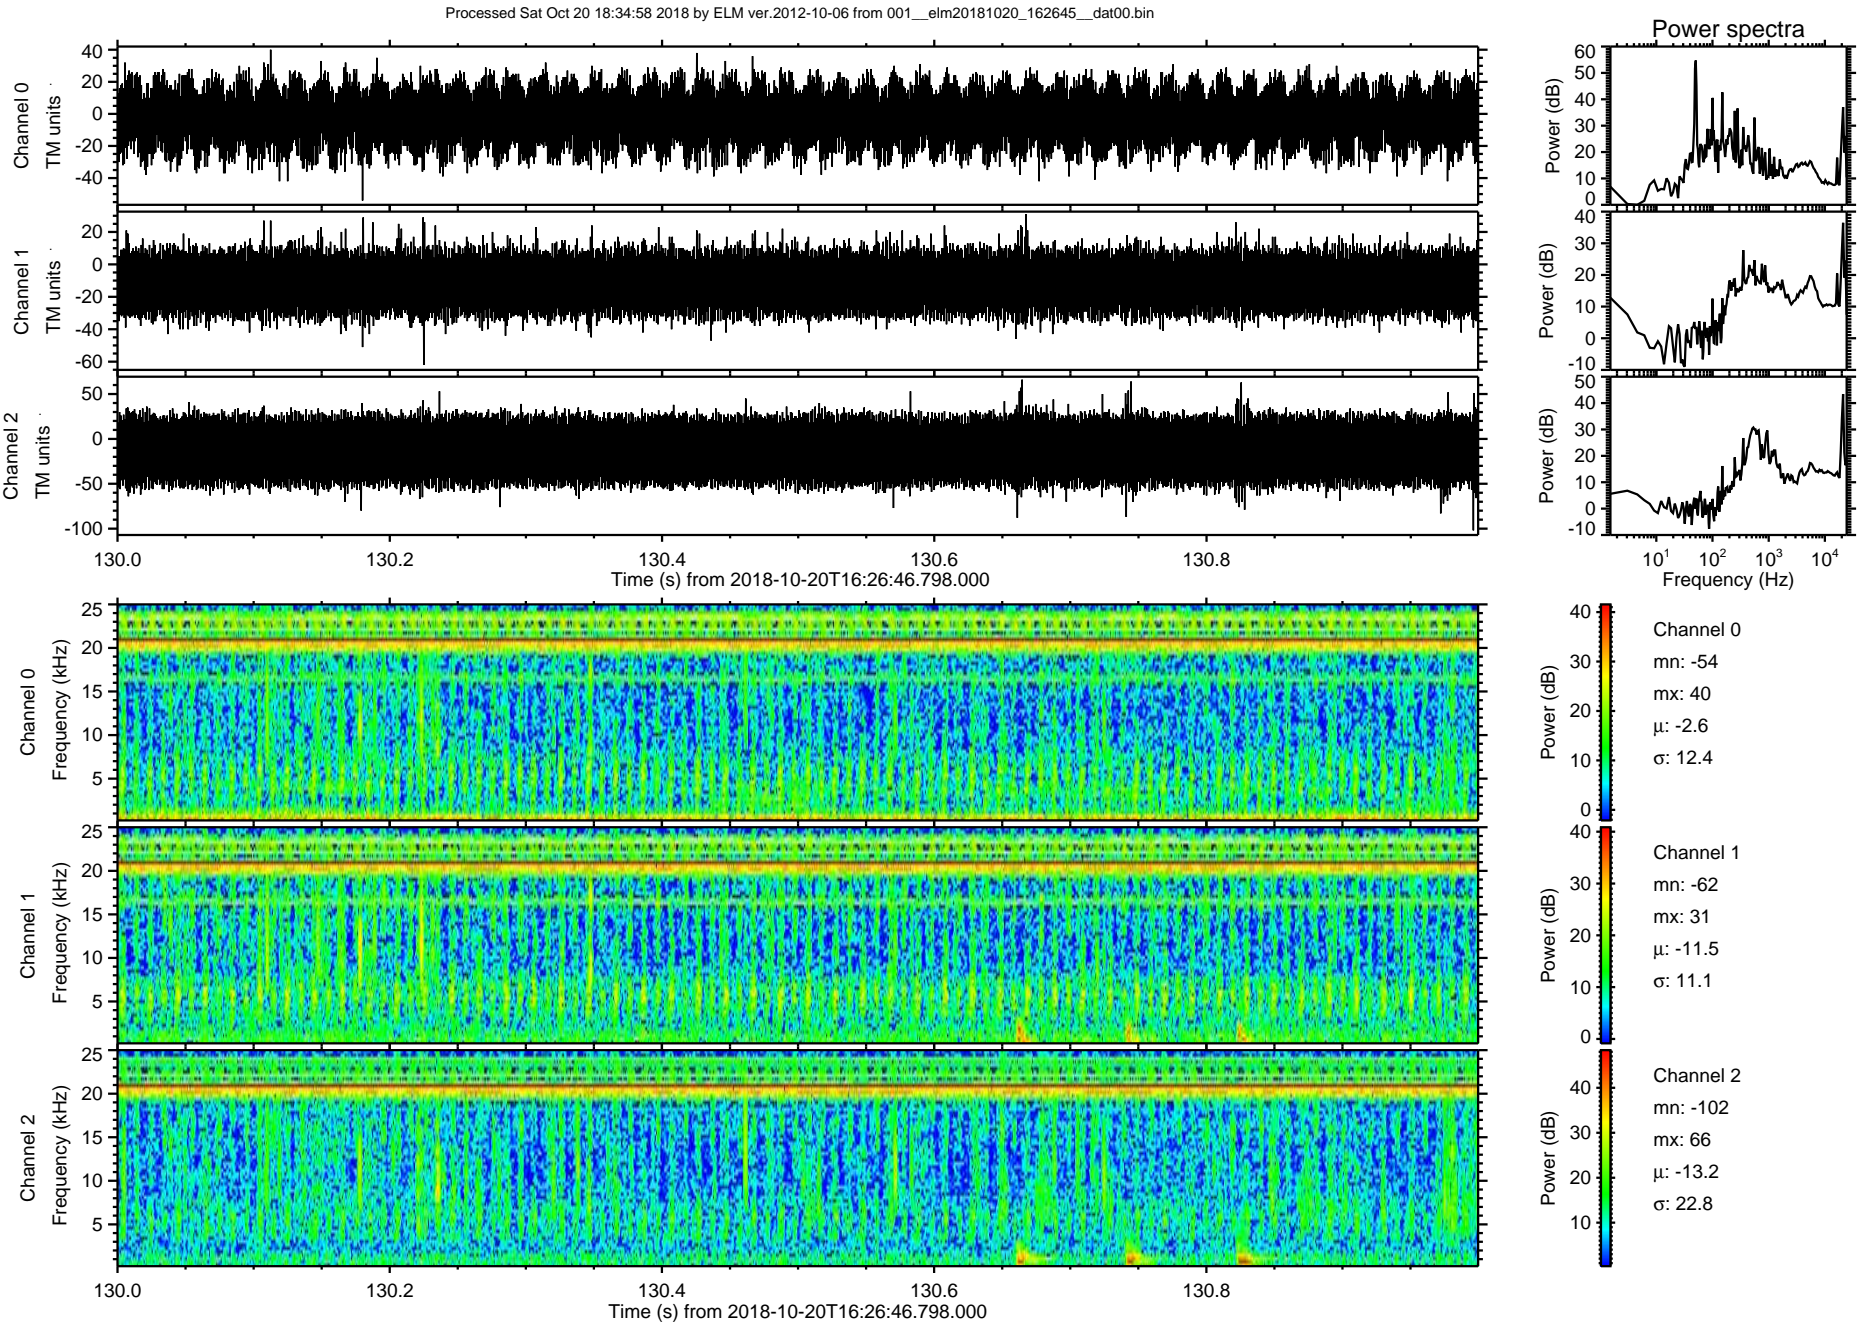 Processed Sat Oct 20 18:34:58 2018 by ELM ver.2012-10-06 from 001__elm20181020_162645__dat00.bin
Power spectra
Channel 0
TM units
40
20
0
-20
-40
Power (dB)
60
50
40
30
20
10
0
Channel 1
TM units
20
0
-20
-40
-60
Power (dB)
40
30
20
10
0
-10
Channel 2
TM units
50
0
-50
-100
Power (dB)
50
40
30
20
10
0
-10
130.0 130.2 130.4 130.6 130.8
Time (s) from 2018-10-20T16:26:46.798.000
10¹ 10² 10³ 10⁴
Frequency (Hz)
Channel 0
Frequency (kHz)
25
20
15
10
5
Power (dB)
40
30
20
10
0
Channel 0
mn: -54
mx: 40
μ: -2.6
σ: 12.4
Channel 1
Frequency (kHz)
25
20
15
10
5
Power (dB)
40
30
20
10
0
Channel 1
mn: -62
mx: 31
μ: -11.5
σ: 11.1
Channel 2
Frequency (kHz)
25
20
15
10
5
Power (dB)
40
30
20
10
Channel 2
mn: -102
mx: 66
μ: -13.2
σ: 22.8
130.0 130.2 130.4 130.6 130.8
Time (s) from 2018-10-20T16:26:46.798.000